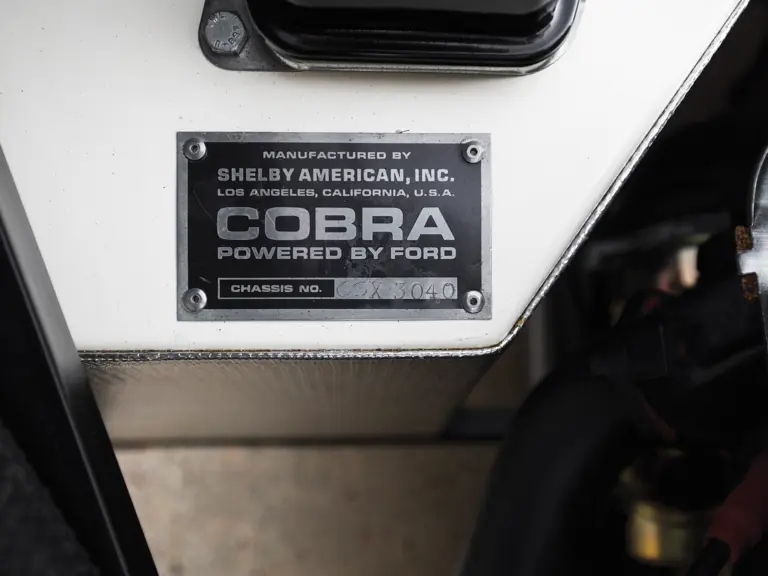 MANUFACTURED BY
SHELBY AMERICAN, INC.
LOS ANGELES, CALIFORNIA, U.S.A.
COBRA
POWERED BY FORD
CHASSIS NO. CSX 3040